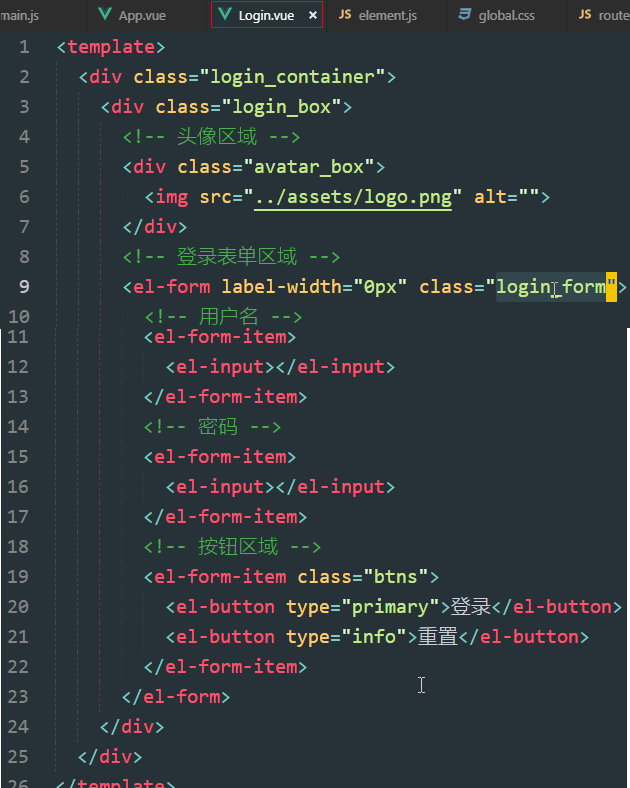 main.js App.vue Login.vue × JS element.js global.css JS route
1 <template>
2 <div class="login_container">
3 <div class="login_box">
4 <!-- 头像区域 -->
5 <div class="avatar_box">
6 <img src="../assets/logo.png" alt="">
7 </div>
8 <!-- 登录表单区域 -->
9 <el-form label-width="0px" class="login_form">
10 <!-- 用户名 -->
11 <el-form-item>
12 <el-input></el-input>
13 </el-form-item>
14 <!-- 密码 -->
15 <el-form-item>
16 <el-input></el-input>
17 </el-form-item>
18 <!-- 按钮区域 -->
19 <el-form-item class="btns">
20 <el-button type="primary">登录</el-button>
21 <el-button type="info">重置</el-button>
22 </el-form-item>
23 </el-form>
24 </div>
25 </div>
26 </template>